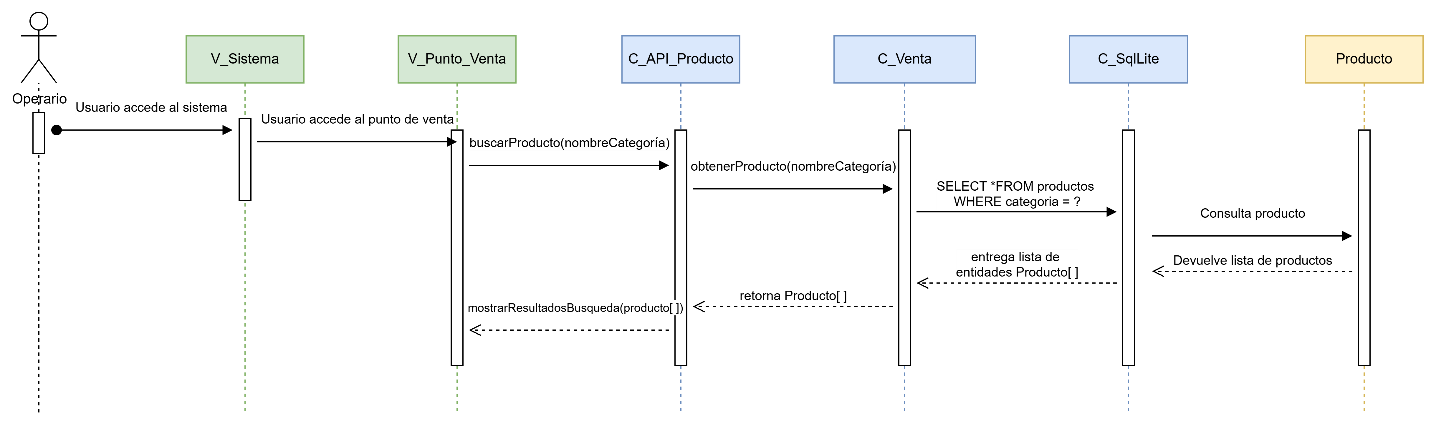 V_Sistema
V_Punto_Venta
C_API_Producto
C_Venta
C_SqlLite
Producto
Operario
Usuario accede al sistema
Usuario accede al punto de venta
buscarProducto(nombreCategoría)
obtenerProducto(nombreCategoría)
SELECT *FROM productos
WHERE categoria = ?
Consulta producto
Devuelve lista de productos
entrega lista de
entidades Producto[ ]
retorna Producto[ ]
mostrarResultadosBusqueda(producto[ ])